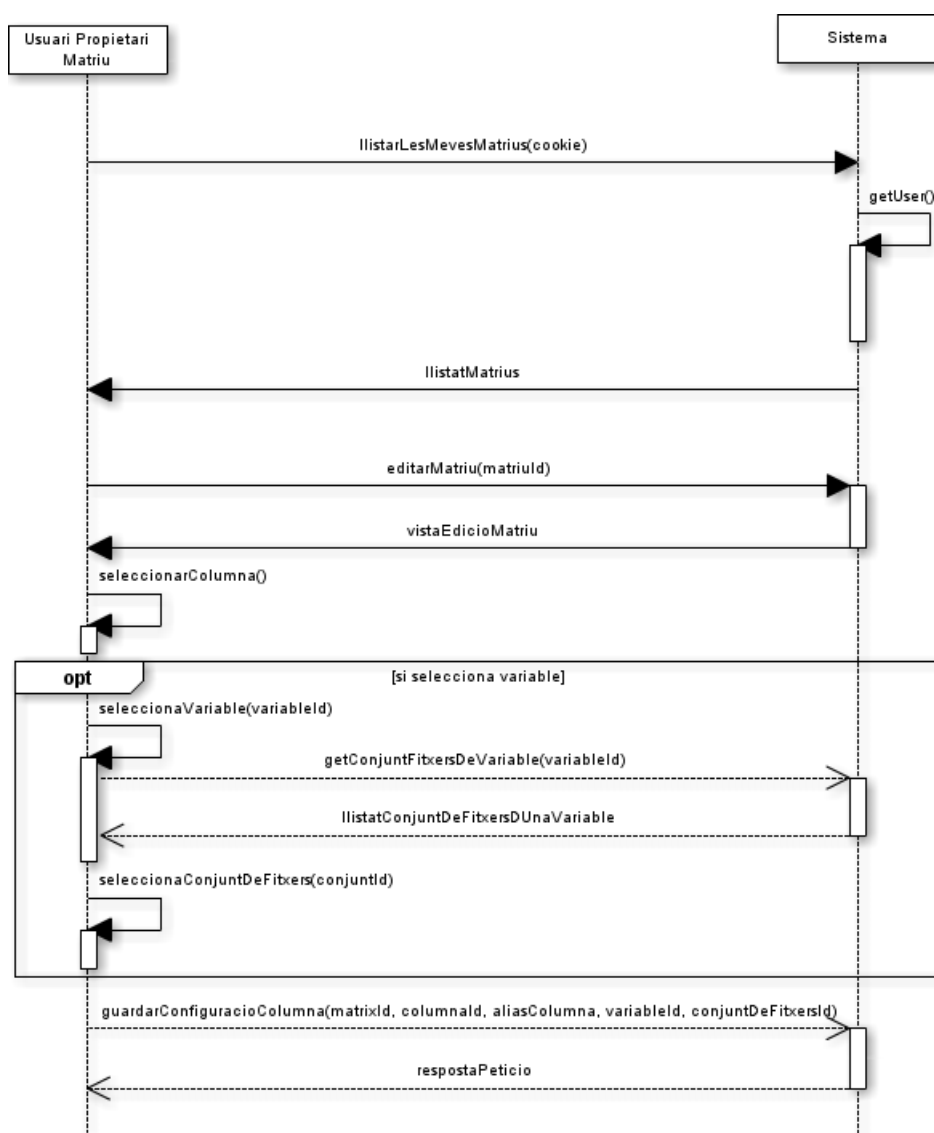 Usuari Propietari
Matriu
Sistema
llistarLesMevesMatrius(cookie)
getUser()
llistatMatrius
editarMatriu(matriuId)
vistaEdicioMatriu
seleccionarColumna()
opt
[si selecciona variable]
seleccionaVariable(variableId)
getConjuntFitxersDeVariable(variableId)
llistatConjuntDeFitxersDUnaVariable
seleccionaConjuntDeFitxers(conjuntId)
guardarConfiguracioColumna(matrixId, columnaId, aliasColumna, variableId, conjuntDeFitxersId)
respostaPeticio